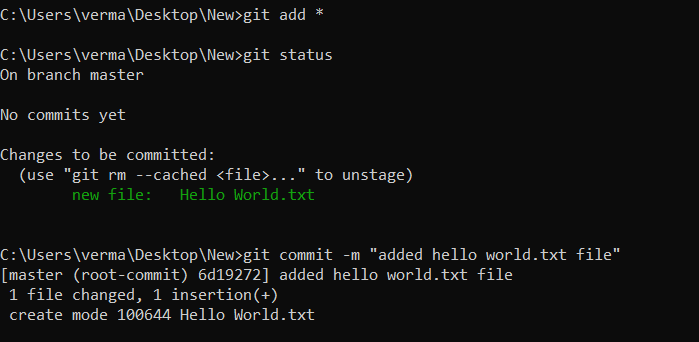 C:\Users\verma\Desktop\New>git add *
C:\Users\verma\Desktop\New>git status
On branch master
No commits yet
Changes to be committed:
  (use "git rm --cached <file>..." to unstage)
        new file:   Hello World.txt
C:\Users\verma\Desktop\New>git commit -m "added hello world.txt file"
[master (root-commit) 6d19272] added hello world.txt file
 1 file changed, 1 insertion(+)
 create mode 100644 Hello World.txt